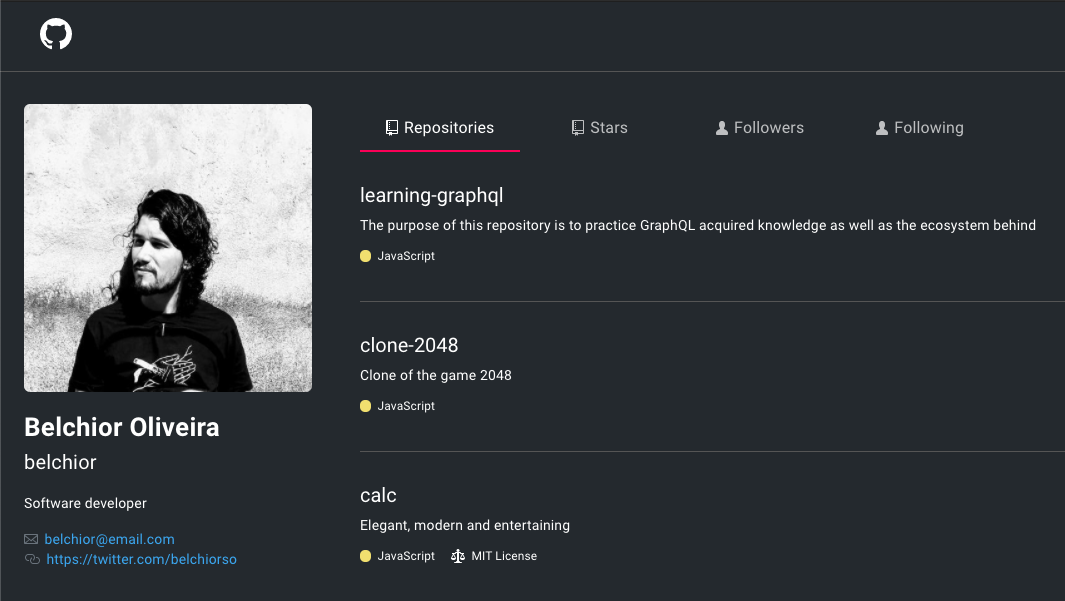 Repositories
Stars
Followers
Following
Belchior Oliveira
belchior
Software developer
belchior@email.com
https://twitter.com/belchiorso
learning-graphql
The purpose of this repository is to practice GraphQL acquired knowledge as well as the ecosystem behind
JavaScript
clone-2048
Clone of the game 2048
JavaScript
calc
Elegant, modern and entertaining
JavaScript MIT License